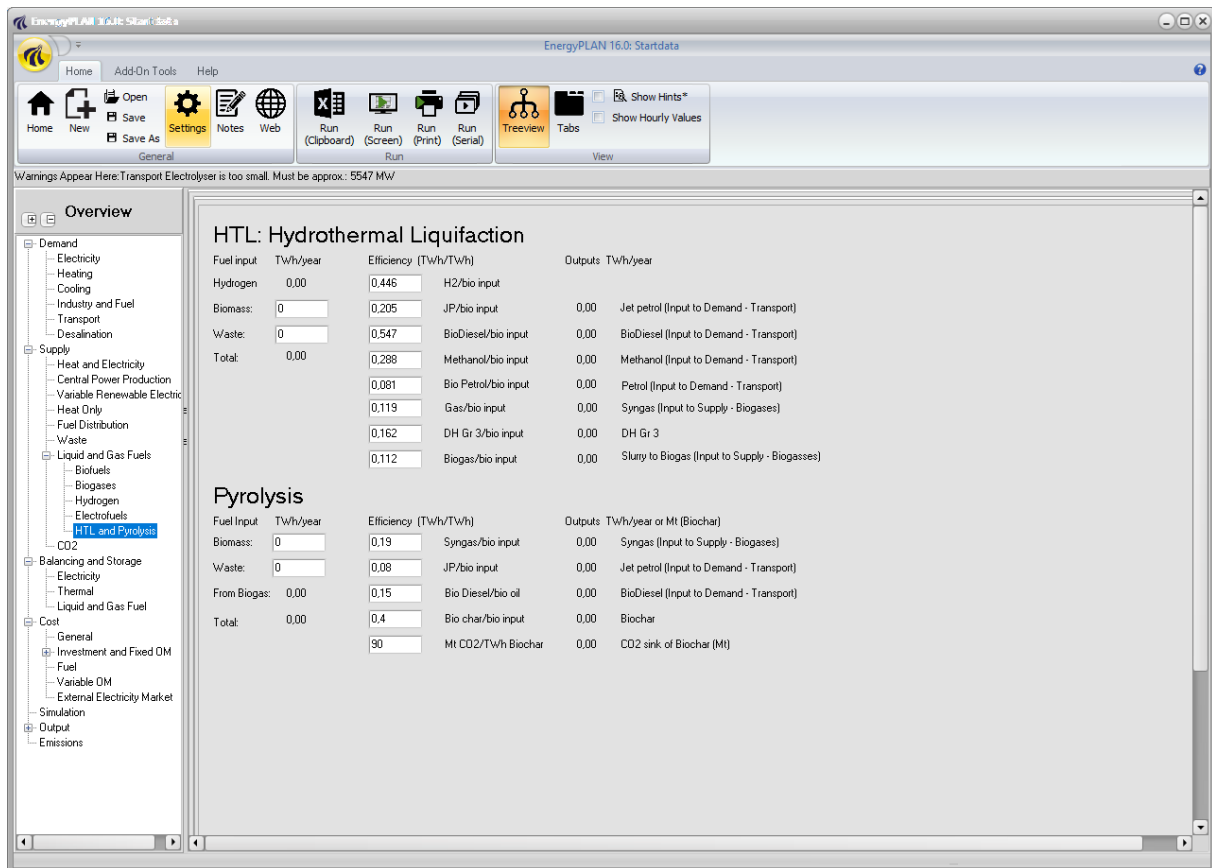 EnergyPLAN 16.0: Startdata
Home Add-On Tools Help
Home New Open Save Save As Settings Notes Web Run (Clipboard) Run (Screen) Run (Print) Run (Serial) Treeview Tabs Show Hints* Show Hourly Values
General Run View
Warnings Appear Here:Transport Electrolyser is too small. Must be approx.: 5547 MW
Overview
Demand
Electricity
Heating
Cooling
Industry and Fuel
Transport
Desalination
Supply
Heat and Electricity
Central Power Production
Variable Renewable Electric
Heat Only
Fuel Distribution
Waste
Liquid and Gas Fuels
Biofuels
Biogases
Hydrogen
Electrofuels
HTL and Pyrolysis
CO2
Balancing and Storage
Electricity
Thermal
Liquid and Gas Fuel
Cost
General
Investment and Fixed OM
Fuel
Variable OM
External Electricity Market
Simulation
Output
Emissions
HTL: Hydrothermal Liquifaction
Fuel input TWh/year Efficiency (TWh/TWh) Outputs TWh/year
Hydrogen 0,00 0,446 H2/bio input
Biomass: 0 0,205 JP/bio input 0,00 Jet petrol (Input to Demand - Transport)
Waste: 0 0,547 BioDiesel/bio input 0,00 BioDiesel (Input to Demand - Transport)
Total: 0,00 0,288 Methanol/bio input 0,00 Methanol (Input to Demand - Transport)
0,081 Bio Petrol/bio input 0,00 Petrol (Input to Demand - Transport)
0,119 Gas/bio input 0,00 Syngas (Input to Supply - Biogases)
0,162 DH Gr 3/bio input 0,00 DH Gr 3
0,112 Biogas/bio input 0,00 Slurry to Biogas (Input to Supply - Biogasses)
Pyrolysis
Fuel Input TWh/year Efficiency (TWh/TWh) Outputs TWh/year or Mt (Biochar)
Biomass: 0 0,19 Syngas/bio input 0,00 Syngas (Input to Supply - Biogases)
Waste: 0 0,08 JP/bio input 0,00 Jet petrol (Input to Demand - Transport)
From Biogas: 0,00 0,15 Bio Diesel/bio oil 0,00 BioDiesel (Input to Demand - Transport)
Total: 0,00 0,4 Bio char/bio input 0,00 Biochar
90 Mt CO2/TWh Biochar 0,00 CO2 sink of Biochar (Mt)